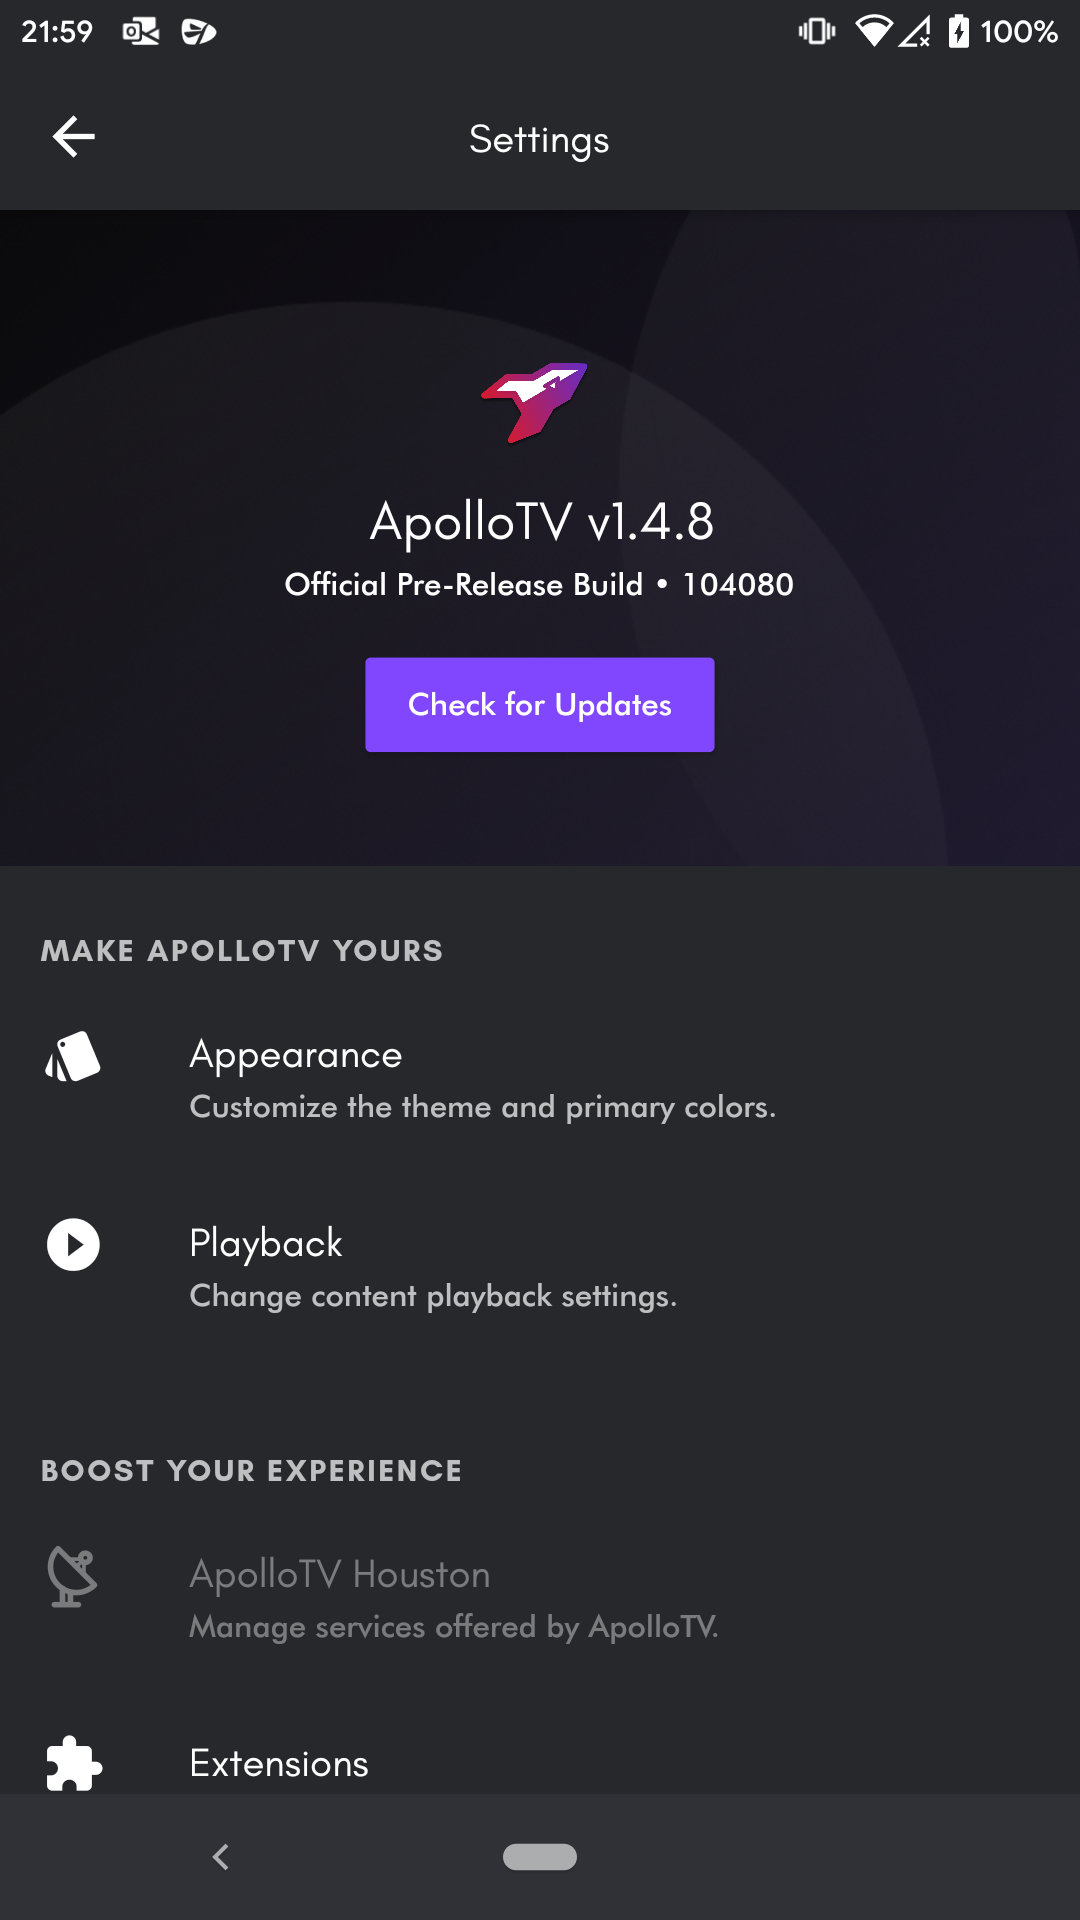 21:59
100%
Settings
ApolloTV v1.4.8
Official Pre-Release Build • 104080
Check for Updates
MAKE APOLLOTV YOURS
Appearance
Customize the theme and primary colors.
Playback
Change content playback settings.
BOOST YOUR EXPERIENCE
ApolloTV Houston
Manage services offered by ApolloTV.
Extensions